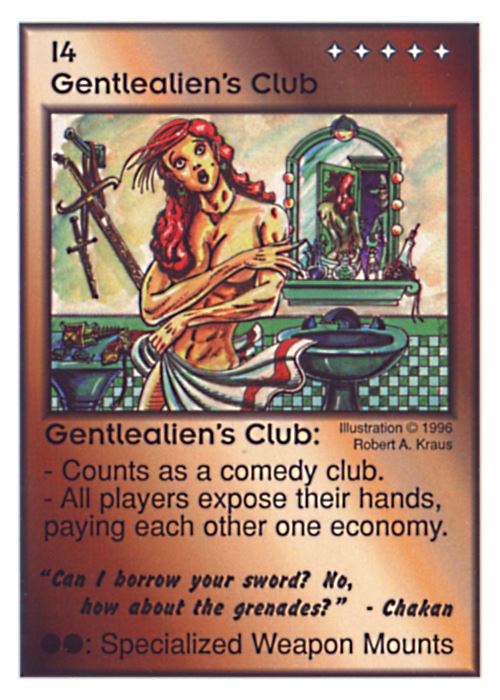 14
Gentlealien's Club
Gentlealien's Club:
Illustration © 1996
Robert A. Kraus
- Counts as a comedy club.
- All players expose their hands,
paying each other one economy.
"Can I borrow your sword? No,
how about the grenades?" - Chakan
●●: Specialized Weapon Mounts